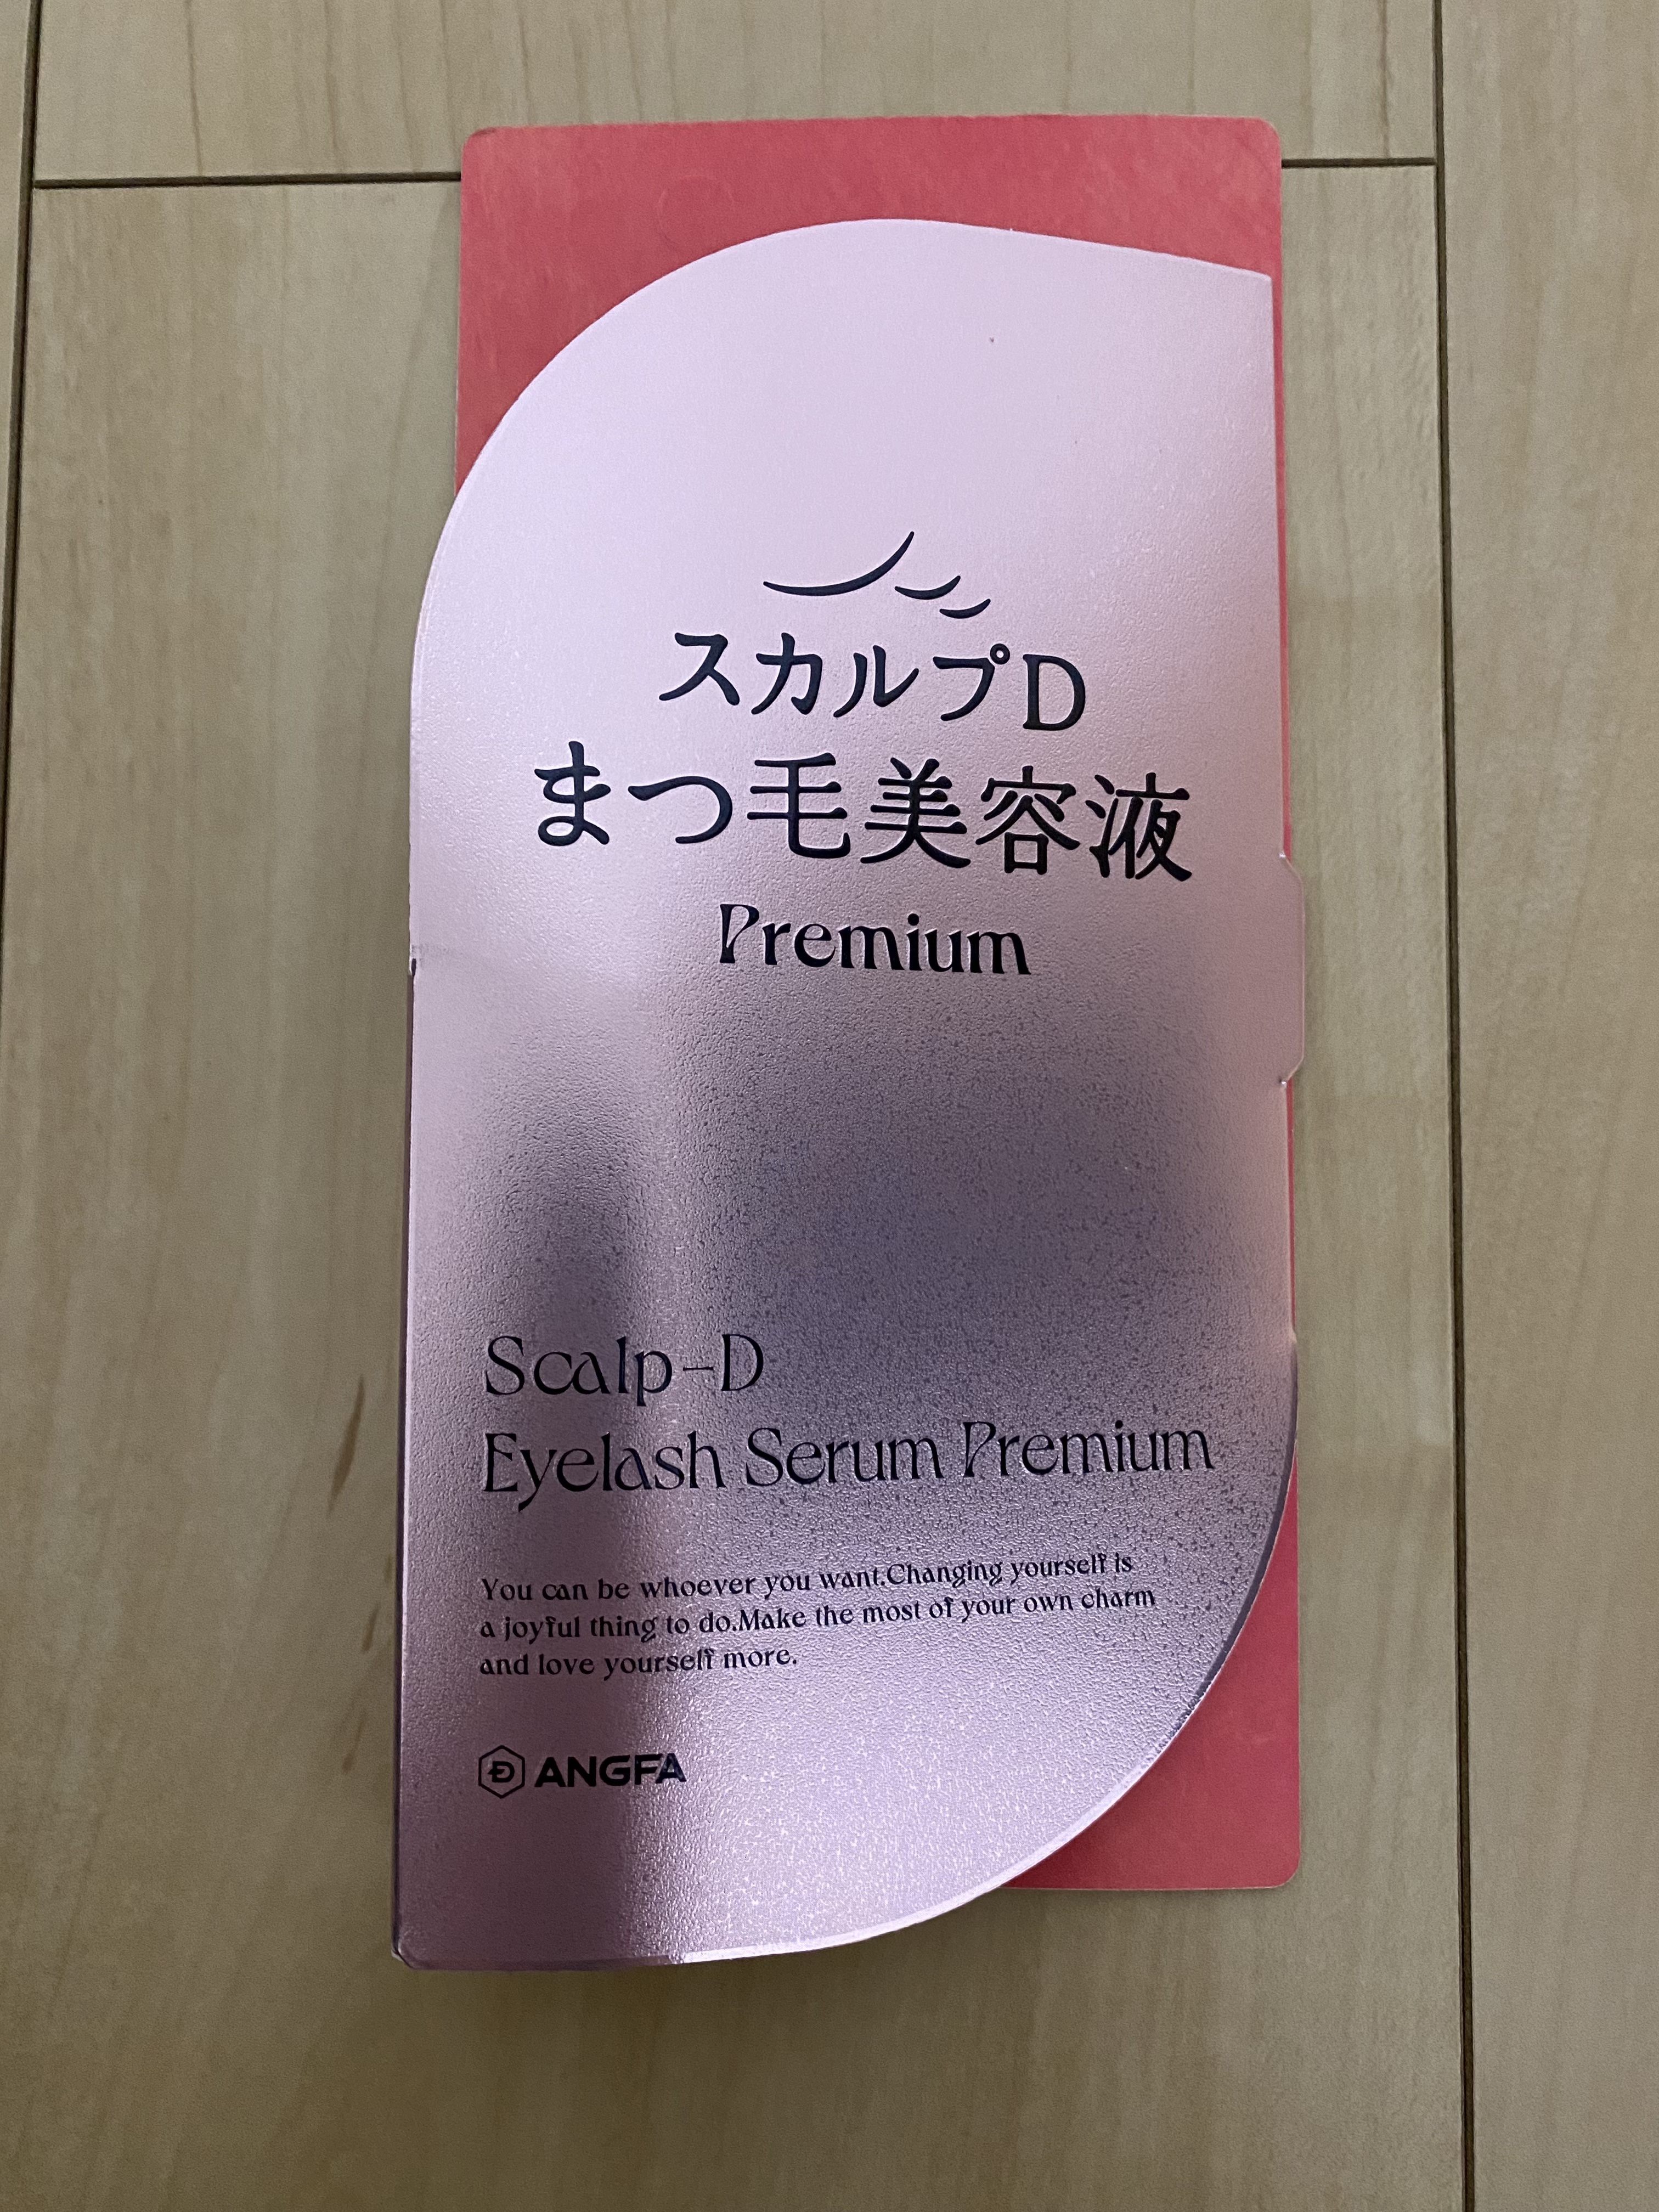 スカルプD
まつ毛美容液
Premium
Scalp-D
Eyelash Serum Premium
You can be whoever you want.Changing yourself is
a joyful thing to do.Make the most of your own charm
and love yourself more.
ANGFA